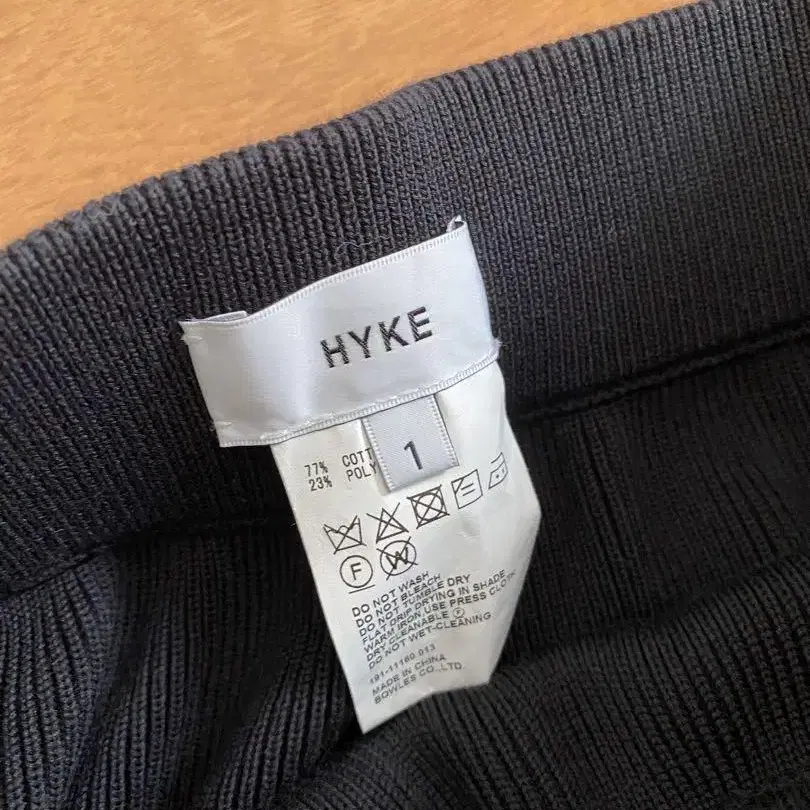 HYKE
1
77% COTT
23% POLY
F W
DO NOT WASH
DO NOT BLEACH
DO NOT TUMBLE DRY
FLAT DRIP DRYING IN SHADE
WARM IRON USE PRESS CLOTH
DRY CLEANABLE Ⓕ
DO NOT WET-CLEANING
191-11160 013
MADE IN CHINA
BOWLES CO.,LTD.